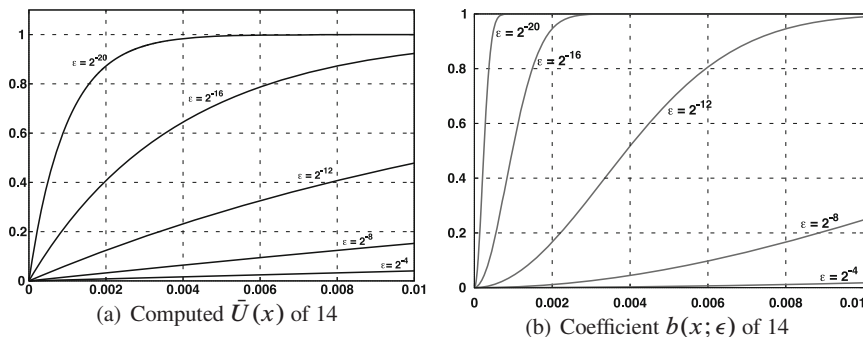 1
0.8
0.6
0.4
0.2
0
0
0.002
0.004
0.006
0.008
0.01
ε = 2⁻²⁰
ε = 2⁻¹⁶
ε = 2⁻¹²
ε = 2⁻⁸
ε = 2⁻⁴
(a) Computed Ū(x) of 14
1
0.8
0.6
0.4
0.2
0
0
0.002
0.004
0.006
0.008
0.01
ε = 2⁻²⁰
ε = 2⁻¹⁶
ε = 2⁻¹²
ε = 2⁻⁸
ε = 2⁻⁴
(b) Coefficient b(x; ϵ) of 14